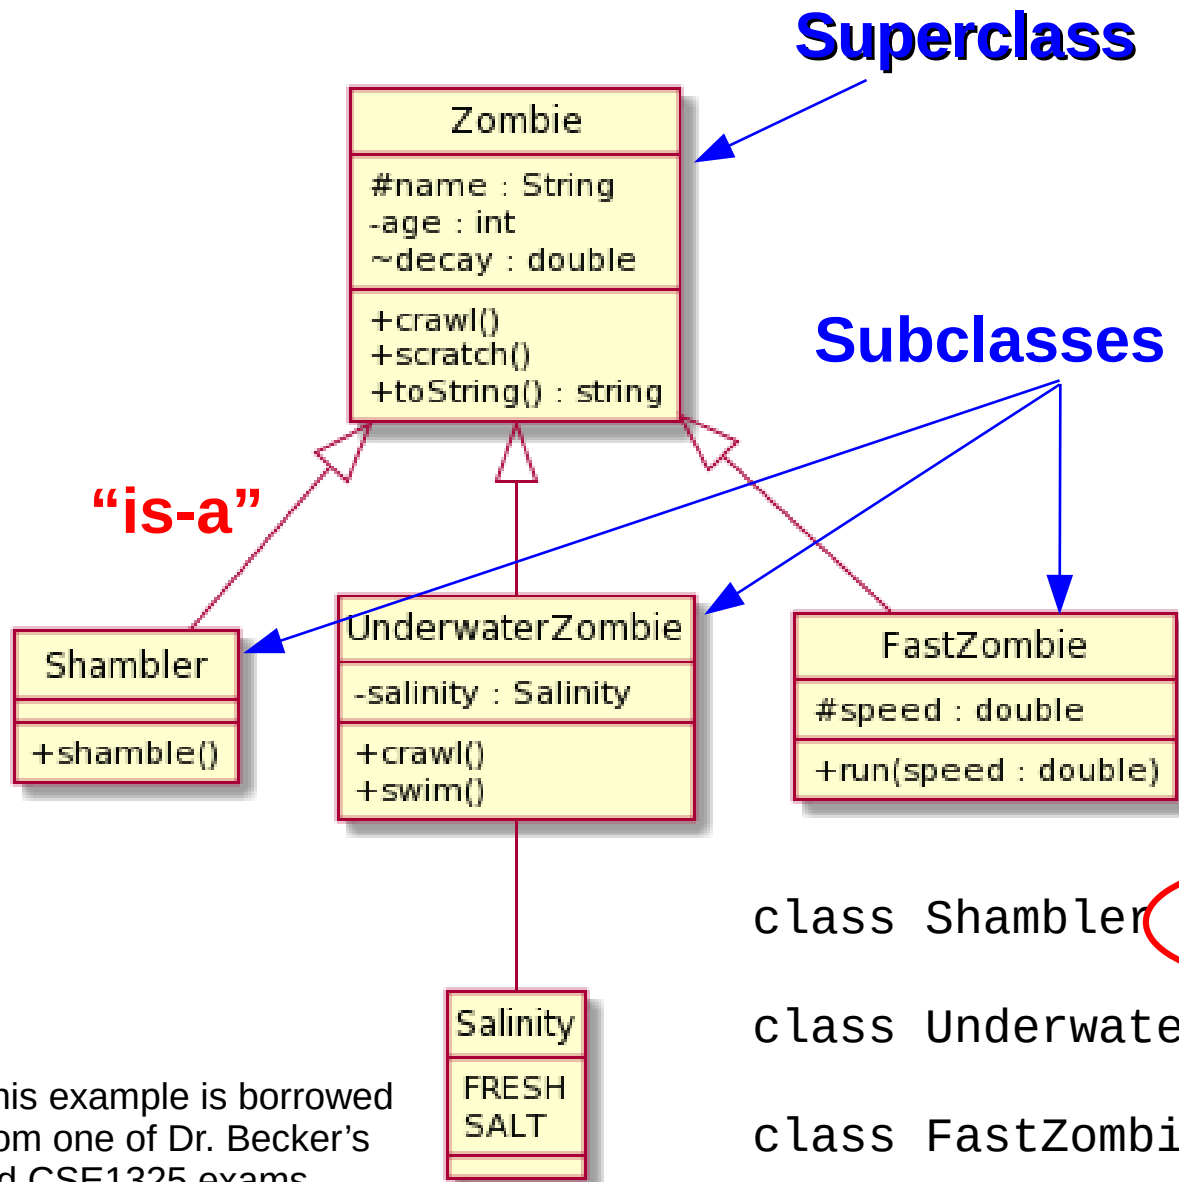 Superclass
Zombie
#name : String
-age : int
~decay : double
+crawl()
+scratch()
+toString() : string
Subclasses
“is-a”
Shambler
+shamble()
UnderwaterZombie
-salinity : Salinity
+crawl()
+swim()
FastZombie
#speed : double
+run(speed : double)
class Shambler
class Underwate
class FastZombi
Salinity
FRESH
SALT
his example is borrowed
om one of Dr. Becker’s
d CSE1325 exams